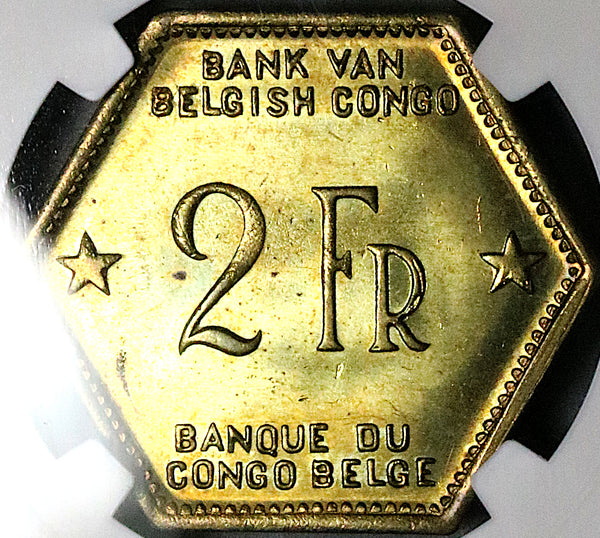 BANK VAN
BELGISH CONGO
2 FR
BANQUE DU
CONGO BELGE